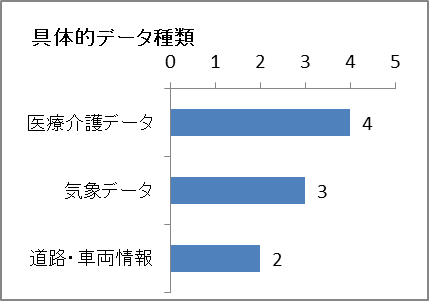 具体的データ種類
0 1 2 3 4 5
医療介護データ 4
気象データ 3
道路・車両情報 2